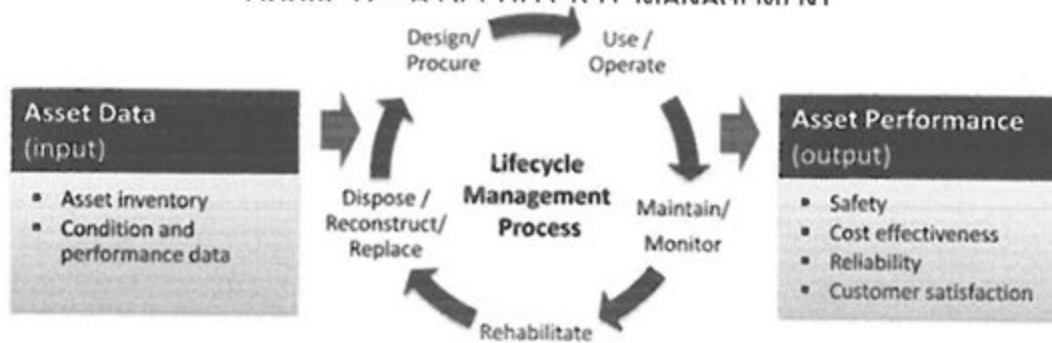 Design/
Procure
Use /
Operate
Asset Data
(input)
▪ Asset inventory
▪ Condition and
performance data
Lifecycle
Management
Process
Dispose /
Reconstruct/
Replace
Maintain/
Monitor
Rehabilitate
Asset Performance
(output)
▪ Safety
▪ Cost effectiveness
▪ Reliability
▪ Customer satisfaction